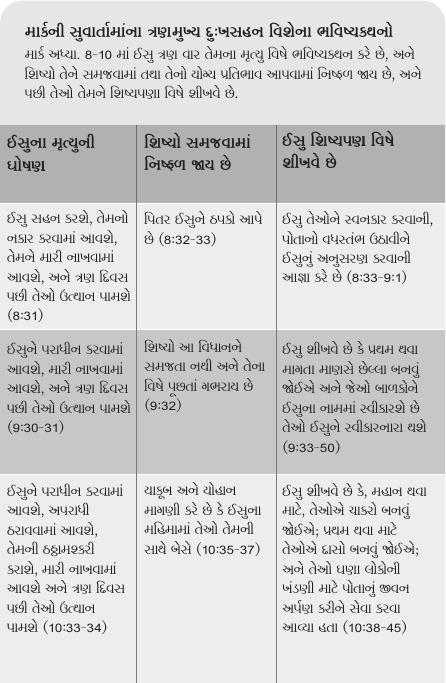 માર્કની સુવાર્તામાંના ત્રણમુખ્ય દુઃખસહન વિશેના ભવિષ્યકથનો
માર્ક અધ્યા. 8-10 માં ઈસુ ત્રણ વાર તેમના મૃત્યુ વિષે ભવિષ્યકથન કરે છે, અને
શિષ્યો તેને સમજવામાં તથા તેનો યોગ્ય પ્રતિભાવ આપવામાં નિષ્ફળ જાય છે, અને
પછી તેઓ તેમને શિષ્યપણા વિષે શીખવે છે.
ઈસુના મૃત્યુની
ઘોષણ
શિષ્યો સમજવામાં
નિષ્ફળ જાય છે
ઈસુ શિષ્યપણ વિષે
શીખવે છે
ઈસુ સહન કરશે, તેમનો
નકાર કરવામાં આવશે,
તેમને મારી નાખવામાં
આવશે, અને ત્રણ દિવસ
પછી તેઓ ઉત્થાન પામશે
(8:31)
પિતર ઈસુને ઠપકો આપે
છે (8:32-33)
ઈસુ તેઓને સ્વનકાર કરવાની,
પોતાનો વધસ્તંભ ઉઠાવીને
ઈસુનું અનુસરણ કરવાની
આજ્ઞા કરે છે (8:33-9:1)
ઈસુને પરાધીન કરવામાં
આવશે, મારી નાખવામાં
આવશે, અને ત્રણ દિવસ
પછી તેઓ ઉત્થાન પામશે
(9:30-31)
શિષ્યો આ વિધાનને
સમજતા નથી અને તેના
વિષે પૂછતાં ગભરાય છે
(9:32)
ઈસુ શીખવે છે કે પ્રથમ થવા
માગતા માણસે છેલ્લા બનવું
જોઈએ અને જેઓ બાળકોને
ઈસુના નામમાં સ્વીકારશે છે
તેઓ ઈસુને સ્વીકારનારા થશે
(9:33-50)
ઈસુને પરાધીન કરવામાં
આવશે, અપરાધી
ઠરાવવામાં આવશે,
તેમની ઠઠ્ઠામશ્કરી
કરાશે, મારી નાખવામાં
આવશે અને ત્રણ દિવસ
પછી તેઓ ઉત્થાન
પામશે (10:33-34)
યાકૂબ અને યોહાન
માગણી કરે છે કે ઈસુના
મહિમામાં તેઓ તેમની
સાથે બેસે (10:35-37)
ઈસુ શીખવે છે કે, મહાન થવા
માટે, તેઓએ ચાકરો બનવું
જોઈએ; પ્રથમ થવા માટે
તેઓએ દાસો બનવું જોઈએ;
અને તેઓ ઘણા લોકોની
ખંડણી માટે પોતાનું જીવન
અર્પણ કરીને સેવા કરવા
આવ્યા હતા (10:38-45)